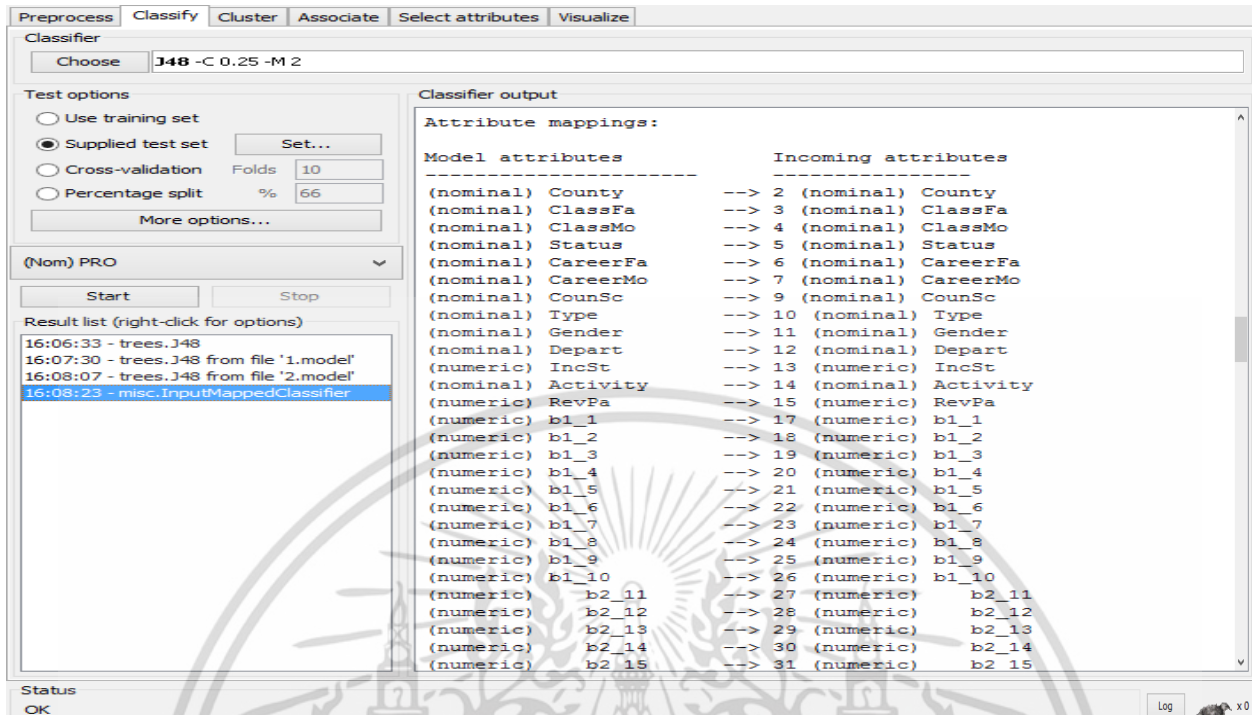 Preprocess Classify Cluster Associate Select attributes Visualize
Classifier
Choose J48 -C 0.25 -M 2
Test options
Use training set
Supplied test set Set...
Cross-validation Folds 10
Percentage split % 66
More options...
(Nom) PRO
Start Stop
Result list (right-click for options)
16:06:33 - trees.J48
16:07:30 - trees.J48 from file '1.model'
16:08:07 - trees.J48 from file '2.model'
16:08:23 - misc.InputMappedClassifier
Classifier output
Attribute mappings:
Model attributes Incoming attributes
------------------------ ----------------
(nominal) County --> 2 (nominal) County
(nominal) ClassFa --> 3 (nominal) ClassFa
(nominal) ClassMo --> 4 (nominal) ClassMo
(nominal) Status --> 5 (nominal) Status
(nominal) CareerFa --> 6 (nominal) CareerFa
(nominal) CareerMo --> 7 (nominal) CareerMo
(nominal) CounSc --> 9 (nominal) CounSc
(nominal) Type --> 10 (nominal) Type
(nominal) Gender --> 11 (nominal) Gender
(nominal) Depart --> 12 (nominal) Depart
(numeric) IncSt --> 13 (numeric) IncSt
(nominal) Activity --> 14 (nominal) Activity
(numeric) RevPa --> 15 (numeric) RevPa
(numeric) b1_1 --> 17 (numeric) b1_1
(numeric) b1_2 --> 18 (numeric) b1_2
(numeric) b1_3 --> 19 (numeric) b1_3
(numeric) b1_4 --> 20 (numeric) b1_4
(numeric) b1_5 --> 21 (numeric) b1_5
(numeric) b1_6 --> 22 (numeric) b1_6
(numeric) b1_7 --> 23 (numeric) b1_7
(numeric) b1_8 --> 24 (numeric) b1_8
(numeric) b1_9 --> 25 (numeric) b1_9
(numeric) b1_10 --> 26 (numeric) b1_10
(numeric) b2_11 --> 27 (numeric) b2_11
(numeric) b2_12 --> 28 (numeric) b2_12
(numeric) b2_13 --> 29 (numeric) b2_13
(numeric) b2_14 --> 30 (numeric) b2_14
(numeric) b2_15 --> 31 (numeric) b2_15
Status
OK
Log x 0